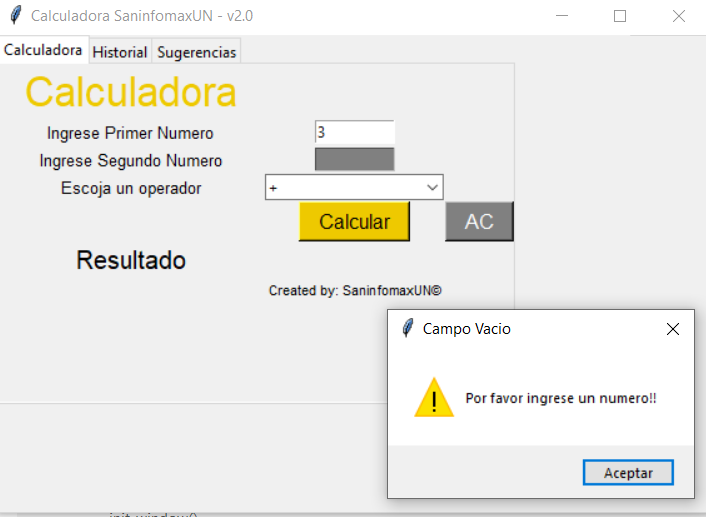 Calculadora SaninfomaxUN - v2.0
Calculadora Historial Sugerencias
Calculadora
Ingrese Primer Numero 3
Ingrese Segundo Numero
Escoja un operador +
Calcular AC
Resultado
Created by: SaninfomaxUN©
Campo Vacio
Por favor ingrese un numero!!
Aceptar